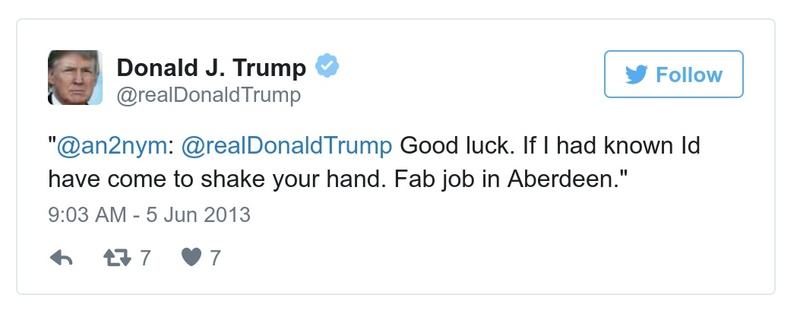 Donald J. Trump
@realDonaldTrump
Follow
"@an2nym: @realDonaldTrump Good luck. If I had known Id
have come to shake your hand. Fab job in Aberdeen."
9:03 AM - 5 Jun 2013
7 7